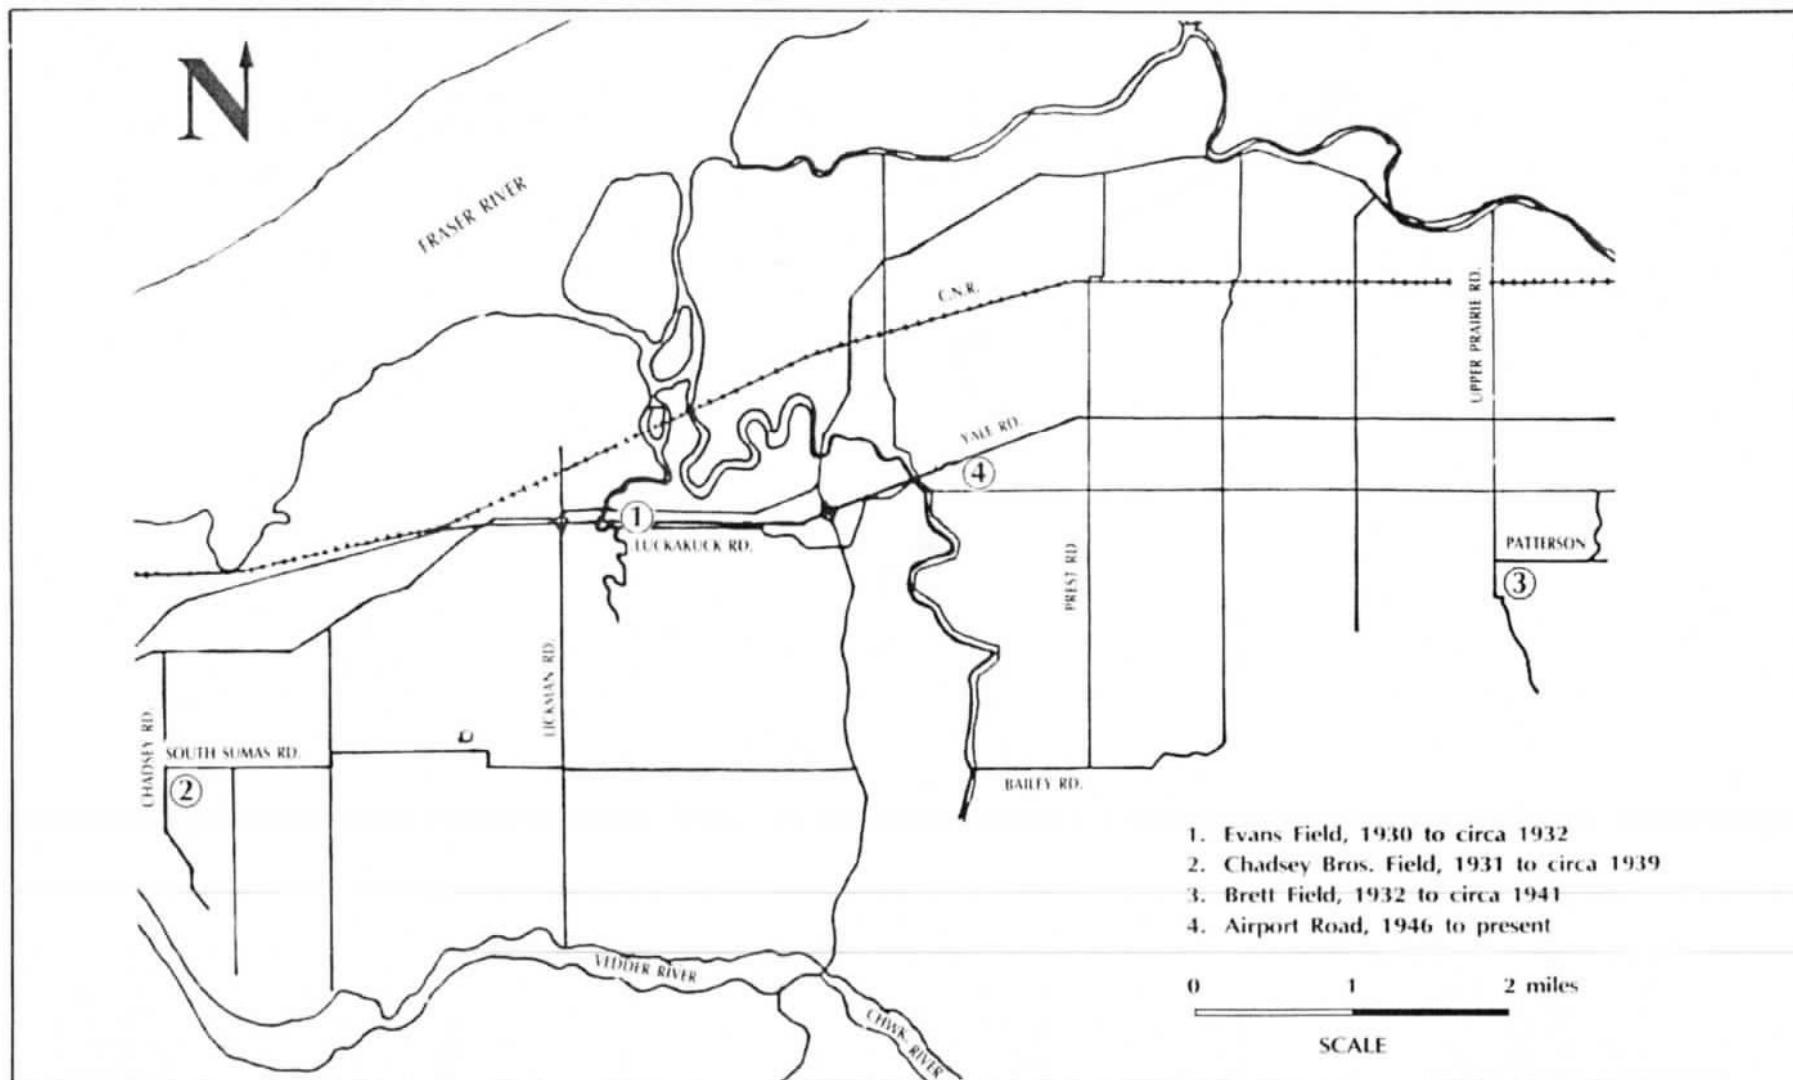 N
FRASER RIVER
C.N.R.
UPPER PRAIRIE RD.
YALE RD.
4
1
LUCKAKUCK RD.
PATTERSON
3
PREST RD
LICKMAN RD.
CHADSEY RD.
SOUTH SUMAS RD.
2
BAILEY RD.
1. Evans Field, 1930 to circa 1932
2. Chadsey Bros. Field, 1931 to circa 1939
3. Brett Field, 1932 to circa 1941
4. Airport Road, 1946 to present
VEDDER RIVER
CHWK. RIVER
0 1 2 miles
SCALE